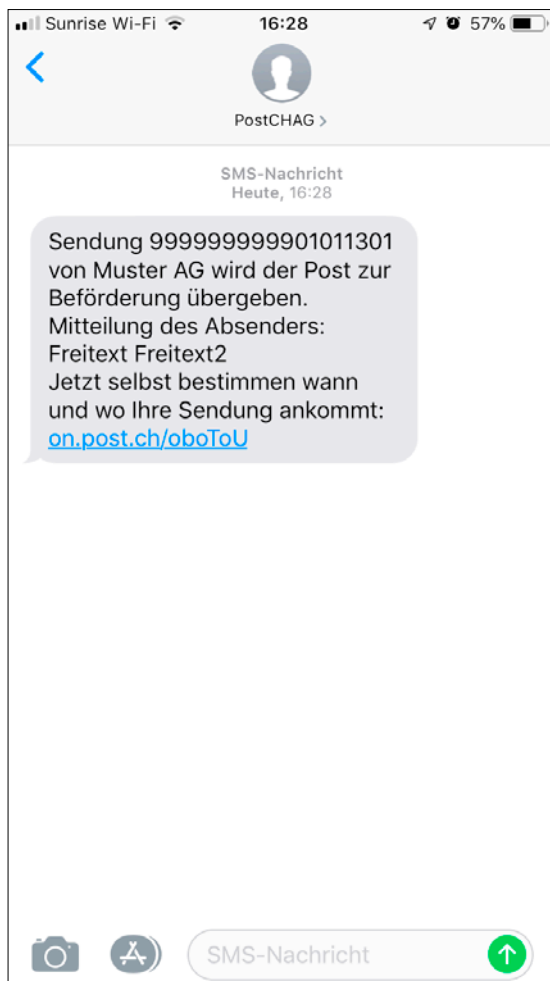 Sunrise Wi-Fi 16:28 57%
PostCHAG >
SMS-Nachricht
Heute, 16:28
Sendung 999999999901011301
von Muster AG wird der Post zur
Beförderung übergeben.
Mitteilung des Absenders:
Freitext Freitext2
Jetzt selbst bestimmen wann
und wo Ihre Sendung ankommt:
on.post.ch/oboToU
SMS-Nachricht